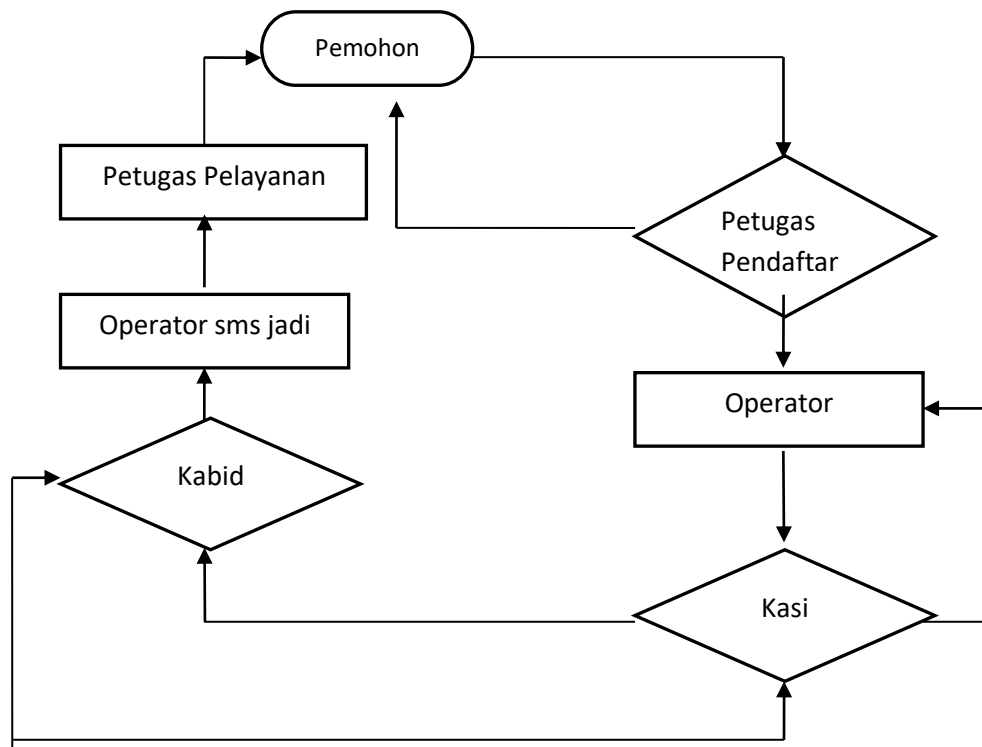 Pemohon
Petugas Pelayanan
Petugas
Pendaftar
Operator sms jadi
Operator
Kabid
Kasi